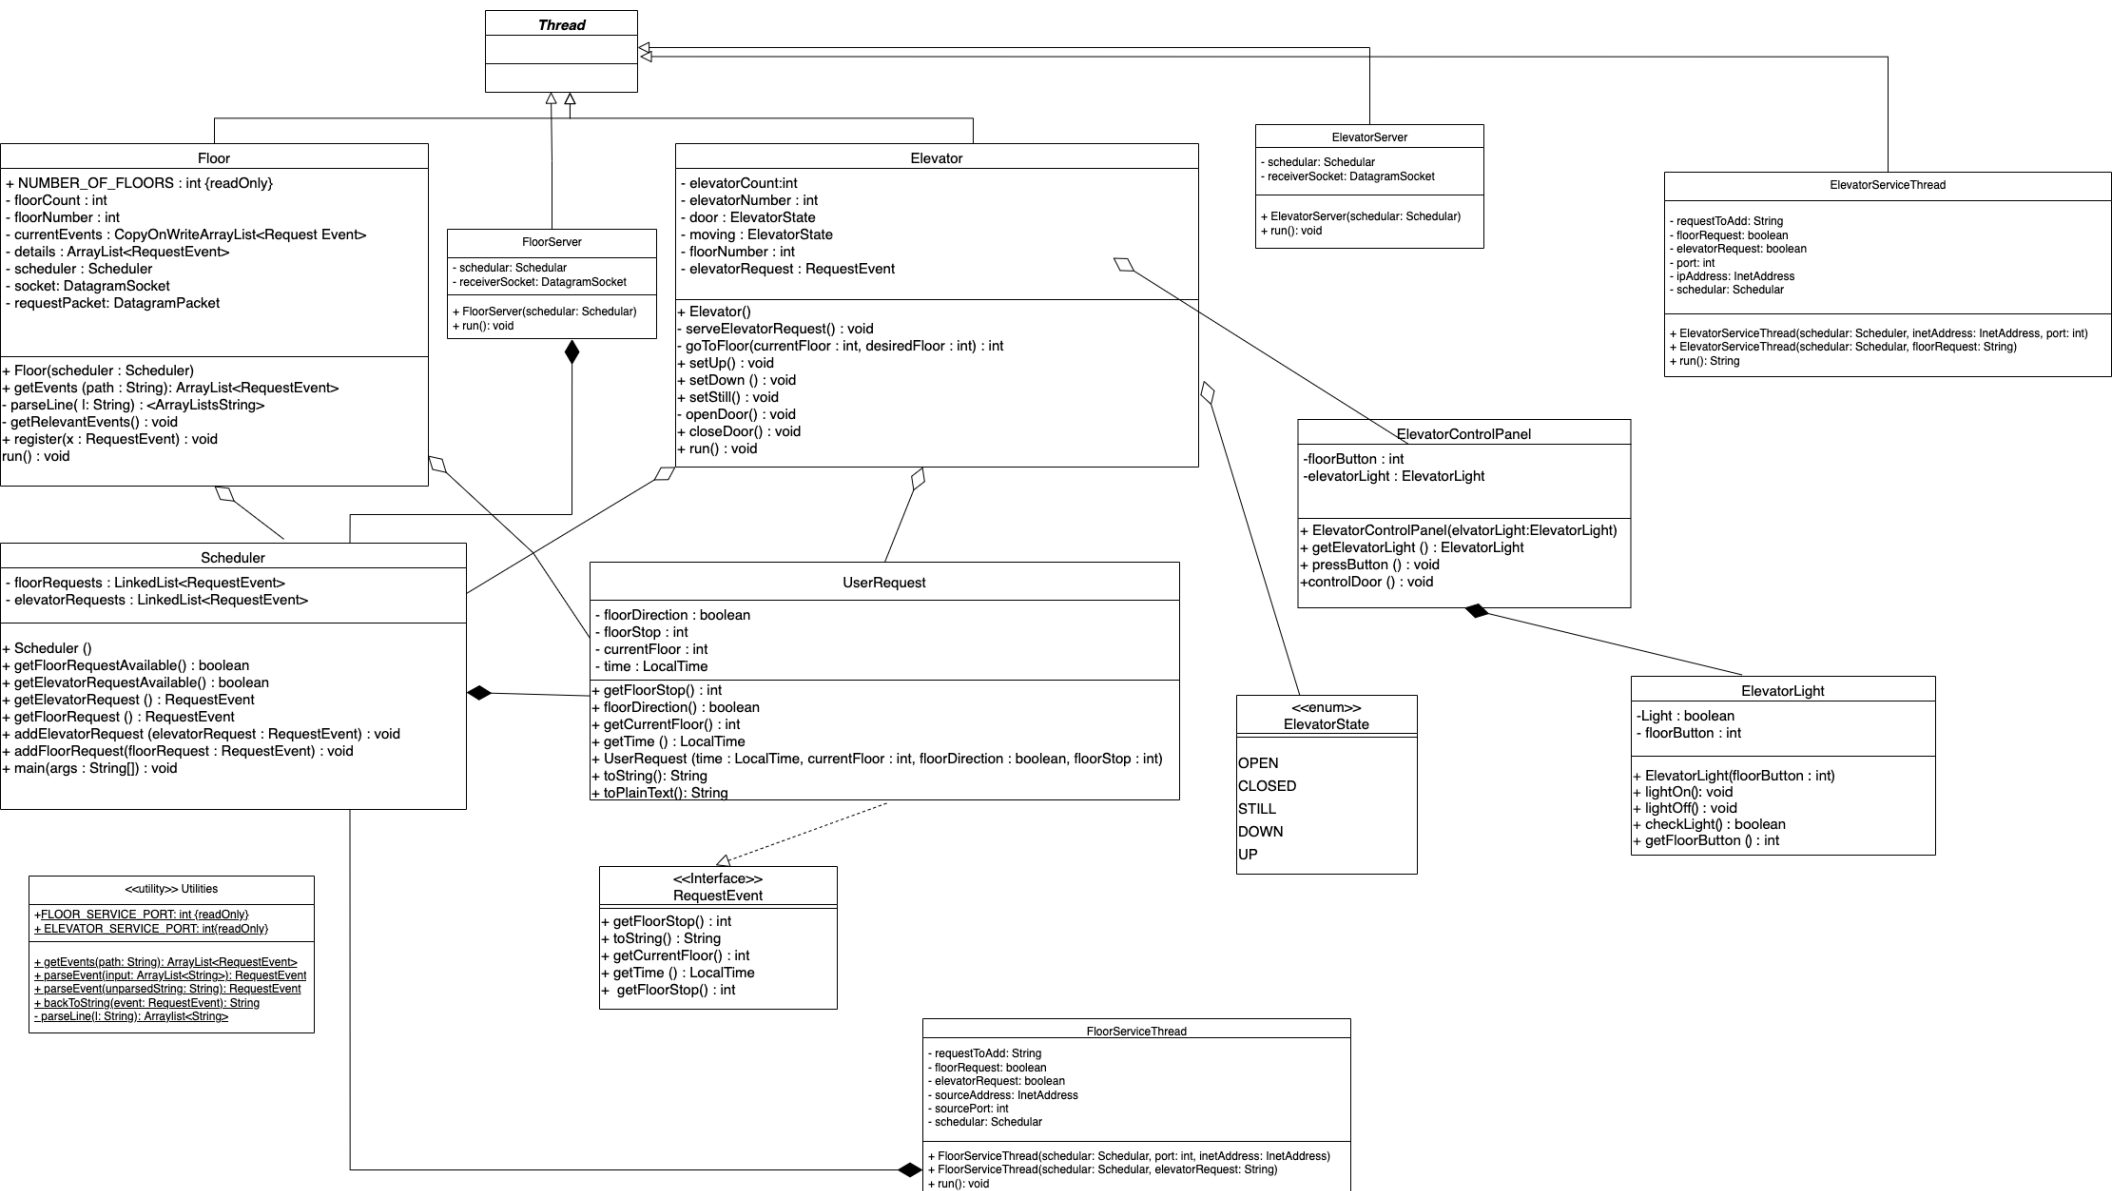 Thread
Floor
+ NUMBER_OF_FLOORS : int {readOnly}
- floorCount : int
- floorNumber : int
- currentEvents : CopyOnWriteArrayList<Request Event>
- details : ArrayList<RequestEvent>
- scheduler : Scheduler
- socket: DatagramSocket
- requestPacket: DatagramPacket
+ Floor(scheduler : Scheduler)
+ getEvents (path : String): ArrayList<RequestEvent>
- parseLine( l: String) : <ArrayListsString>
- getRelevantEvents() : void
+ register(x : RequestEvent) : void
run() : void
FloorServer
- schedular: Schedular
- receiverSocket: DatagramSocket
+ FloorServer(schedular: Schedular)
+ run(): void
Elevator
- elevatorCount:int
- elevatorNumber : int
- door : ElevatorState
- moving : ElevatorState
- floorNumber : int
- elevatorRequest : RequestEvent
+ Elevator()
- serveElevatorRequest() : void
- goToFloor(currentFloor : int, desiredFloor : int) : int
+ setUp() : void
+ setDown () : void
+ setStill() : void
- openDoor() : void
+ closeDoor() : void
+ run() : void
ElevatorServer
- schedular: Schedular
- receiverSocket: DatagramSocket
+ ElevatorServer(schedular: Schedular)
+ run(): void
ElevatorServiceThread
- requestToAdd: String
- floorRequest: boolean
- elevatorRequest: boolean
- port: int
- ipAddress: InetAddress
- schedular: Schedular
+ ElevatorServiceThread(schedular: Scheduler, inetAddress: InetAddress, port: int)
+ ElevatorServiceThread(schedular: Schedular, floorRequest: String)
+ run(): String
ElevatorControlPanel
-floorButton : int
-elevatorLight : ElevatorLight
+ ElevatorControlPanel(elvatorLight:ElevatorLight)
+ getElevatorLight () : ElevatorLight
+ pressButton () : void
+controlDoor () : void
Scheduler
- floorRequests : LinkedList<RequestEvent>
- elevatorRequests : LinkedList<RequestEvent>
+ Scheduler ()
+ getFloorRequestAvailable() : boolean
+ getElevatorRequestAvailable() : boolean
+ getElevatorRequest () : RequestEvent
+ getFloorRequest () : RequestEvent
+ addElevatorRequest (elevatorRequest : RequestEvent) : void
+ addFloorRequest(floorRequest : RequestEvent) : void
+ main(args : String[]) : void
UserRequest
- floorDirection : boolean
- floorStop : int
- currentFloor : int
- time : LocalTime
+ getFloorStop() : int
+ floorDirection() : boolean
+ getCurrentFloor() : int
+ getTime () : LocalTime
+ UserRequest (time : LocalTime, currentFloor : int, floorDirection : boolean, floorStop : int)
+ toString(): String
+ toPlainText(): String
<<enum>>
ElevatorState
OPEN
CLOSED
STILL
DOWN
UP
ElevatorLight
-Light : boolean
- floorButton : int
+ ElevatorLight(floorButton : int)
+ lightOn(): void
+ lightOff() : void
+ checkLight() : boolean
+ getFloorButton () : int
<<utility>> Utilities
+FLOOR_SERVICE_PORT: int {readOnly}
+ ELEVATOR_SERVICE_PORT: int{readOnly}
+ getEvents(path: String): ArrayList<RequestEvent>
+ parseEvent(input: ArrayList<String>): RequestEvent
+ parseEvent(unparsedString: String): RequestEvent
+ backToString(event: RequestEvent): String
- parseLine(l: String): Arraylist<String>
<<Interface>>
RequestEvent
+ getFloorStop() : int
+ toString() : String
+ getCurrentFloor() : int
+ getTime () : LocalTime
+ getFloorStop() : int
FloorServiceThread
- requestToAdd: String
- floorRequest: boolean
- elevatorRequest: boolean
- sourceAddress: InetAddress
- sourcePort: int
- schedular: Schedular
+ FloorServiceThread(schedular: Schedular, port: int, inetAddress: InetAddress)
+ FloorServiceThread(schedular: Schedular, elevatorRequest: String)
+ run(): void